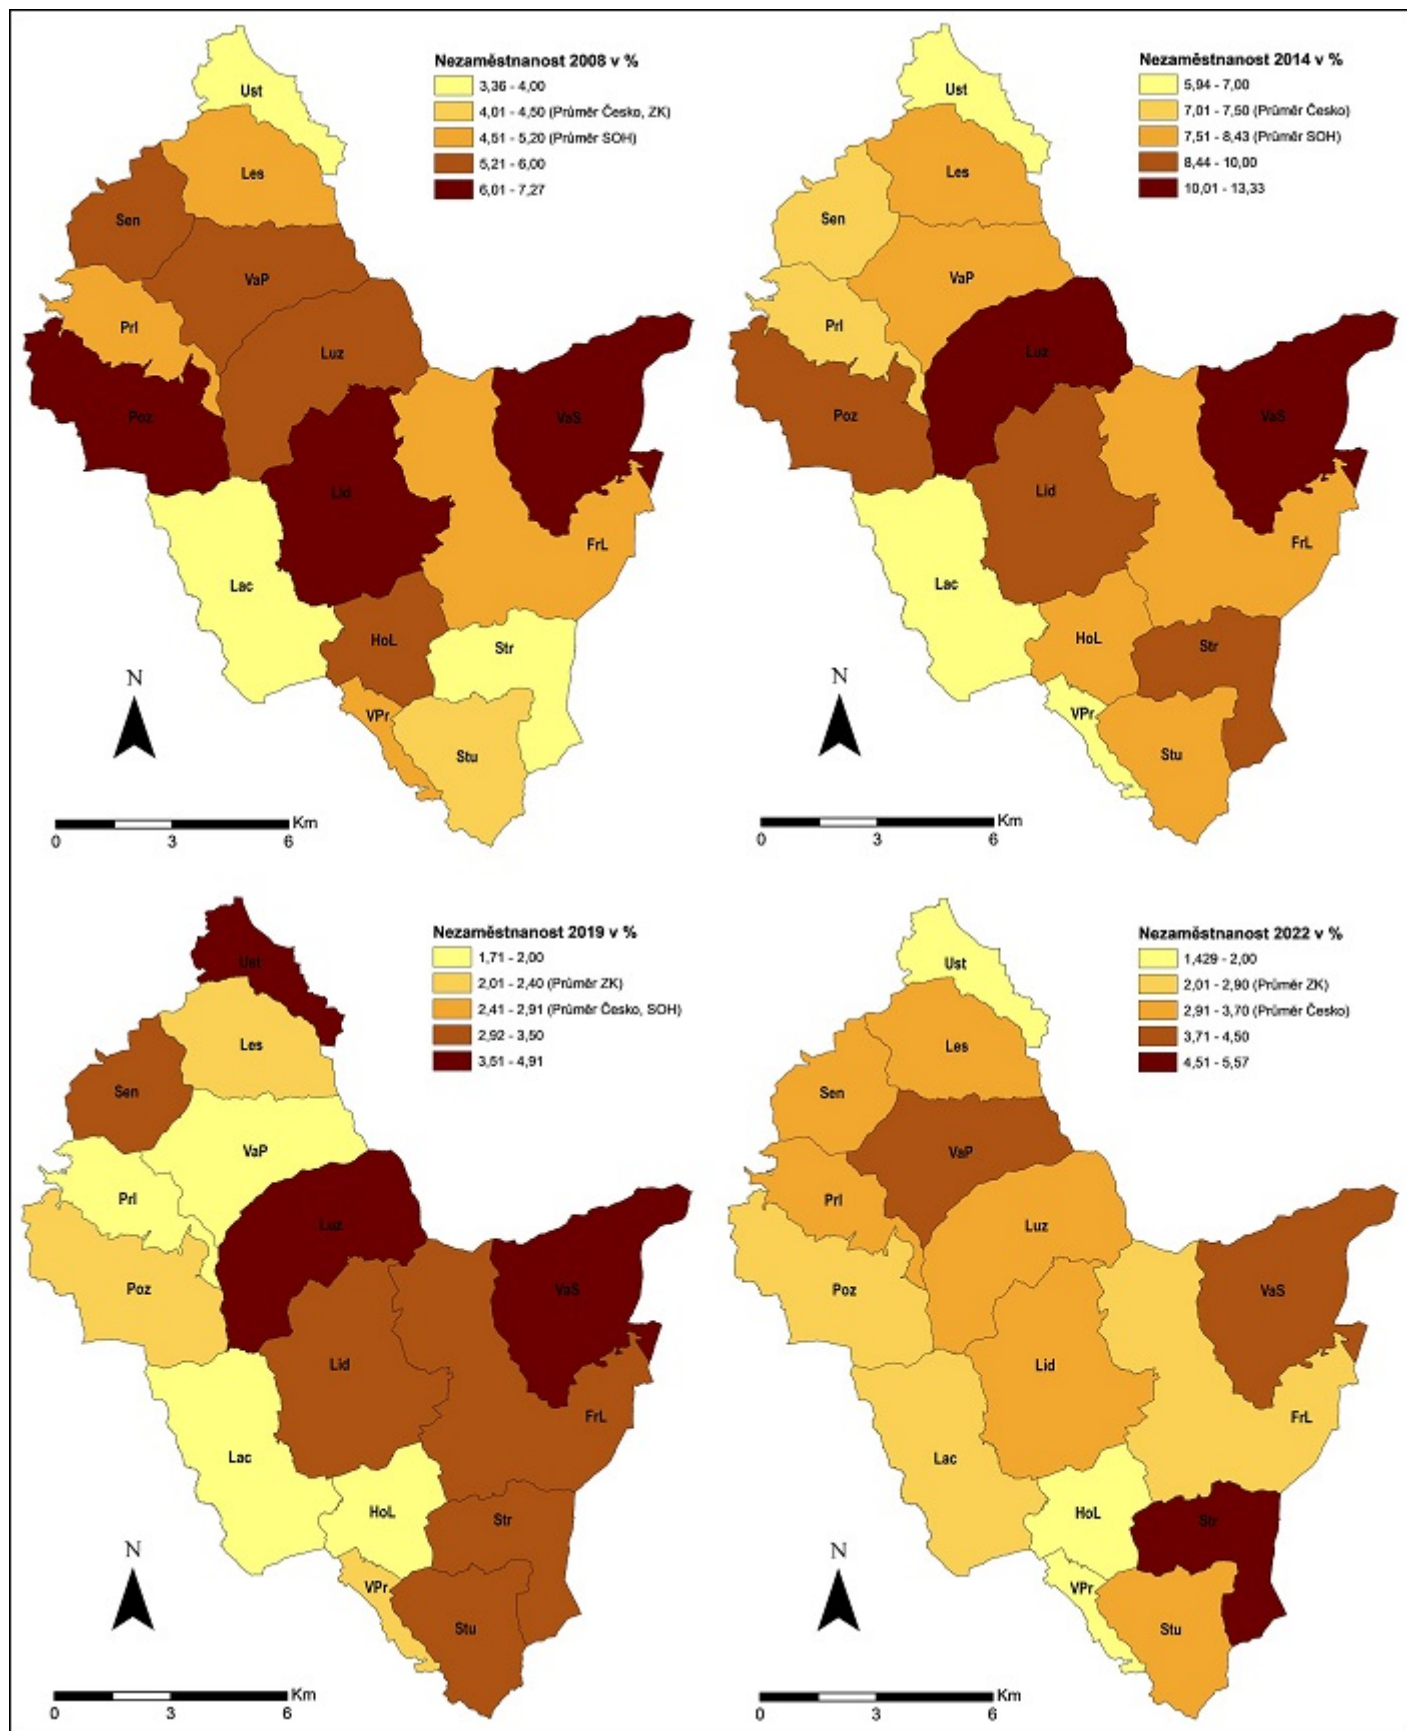 Nezaměstnanost 2008 v %
3,36 - 4,00
4,01 - 4,50 (Průměr Česko, ZK)
4,51 - 5,20 (Průměr SOH)
5,21 - 6,00
6,01 - 7,27
Ust
Les
Sen
VaP
Prl
Luz
Poz
VaS
Lid
FrL
Lac
HoL
Str
VPr
Stu
N
Km
0 3 6
Nezaměstnanost 2014 v %
5,94 - 7,00
7,01 - 7,50 (Průměr Česko)
7,51 - 8,43 (Průměr SOH)
8,44 - 10,00
10,01 - 13,33
Ust
Les
Sen
VaP
Prl
Luz
Poz
VaS
Lid
FrL
Lac
HoL
Str
VPr
Stu
N
Km
0 3 6
Nezaměstnanost 2019 v %
1,71 - 2,00
2,01 - 2,40 (Průměr ZK)
2,41 - 2,91 (Průměr Česko, SOH)
2,92 - 3,50
3,51 - 4,91
Ust
Les
Sen
VaP
Prl
Luz
Poz
VaS
Lid
FrL
Lac
HoL
Str
VPr
Stu
N
Km
0 3 6
Nezaměstnanost 2022 v %
1,429 - 2,00
2,01 - 2,90 (Průměr ZK)
2,91 - 3,70 (Průměr Česko)
3,71 - 4,50
4,51 - 5,57
Ust
Les
Sen
VaP
Prl
Luz
Poz
VaS
Lid
FrL
Lac
HoL
Str
VPr
Stu
N
Km
0 3 6